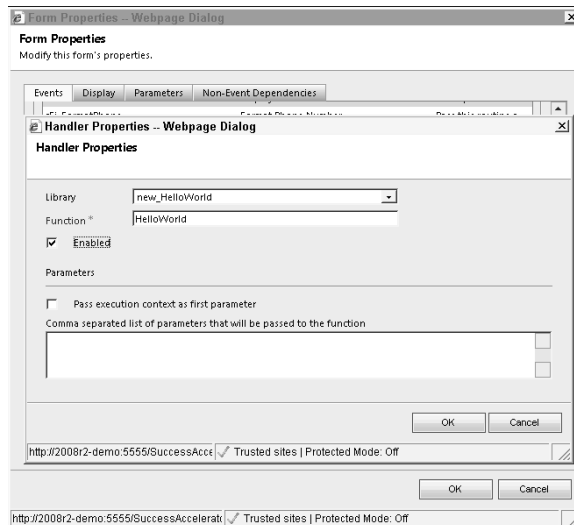 Form Properties -- Webpage Dialog
Form Properties
Modify this form's properties.
Events Display Parameters Non-Event Dependencies
Handler Properties -- Webpage Dialog
Handler Properties
Library new_HelloWorld
Function * HelloWorld
Enabled
Parameters
Pass execution context as first parameter
Comma separated list of parameters that will be passed to the function
OK Cancel
http://2008r2-demo:5555/SuccessAcce Trusted sites | Protected Mode: Off
OK Cancel
http://2008r2-demo:5555/SuccessAccelerat Trusted sites | Protected Mode: Off